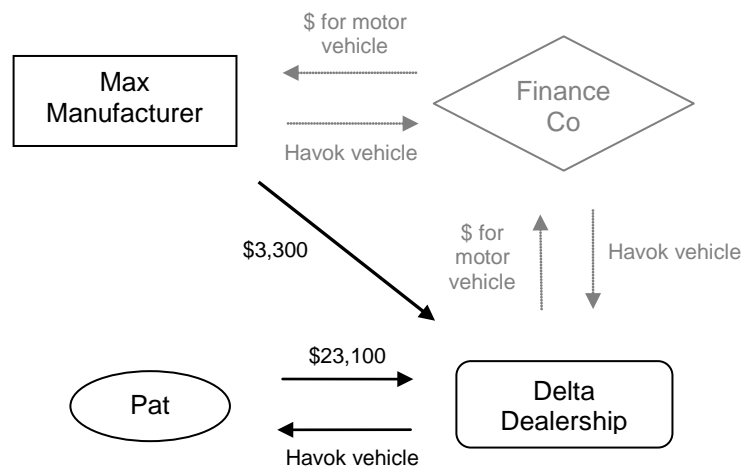 $ for motor
vehicle
Max
Manufacturer
Finance
Co
Havok vehicle
$3,300
$ for
motor
vehicle
Havok vehicle
$23,100
Pat
Delta
Dealership
Havok vehicle